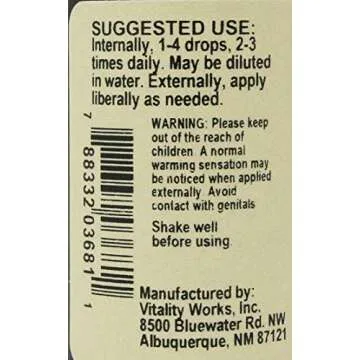 SUGGESTED USE:
Internally, 1-4 drops, 2-3
times daily. May be diluted
in water. Externally, apply
liberally as needed.
WARNING: Please keep
out of the reach of
children. A normal
warming sensation may
be noticed when applied
externally. Avoid
contact with genitals
Shake well
before using.
7 88332 03681 1
Manufactured by:
Vitality Works, Inc.
8500 Bluewater Rd. NW
Albuquerque, NM 87121